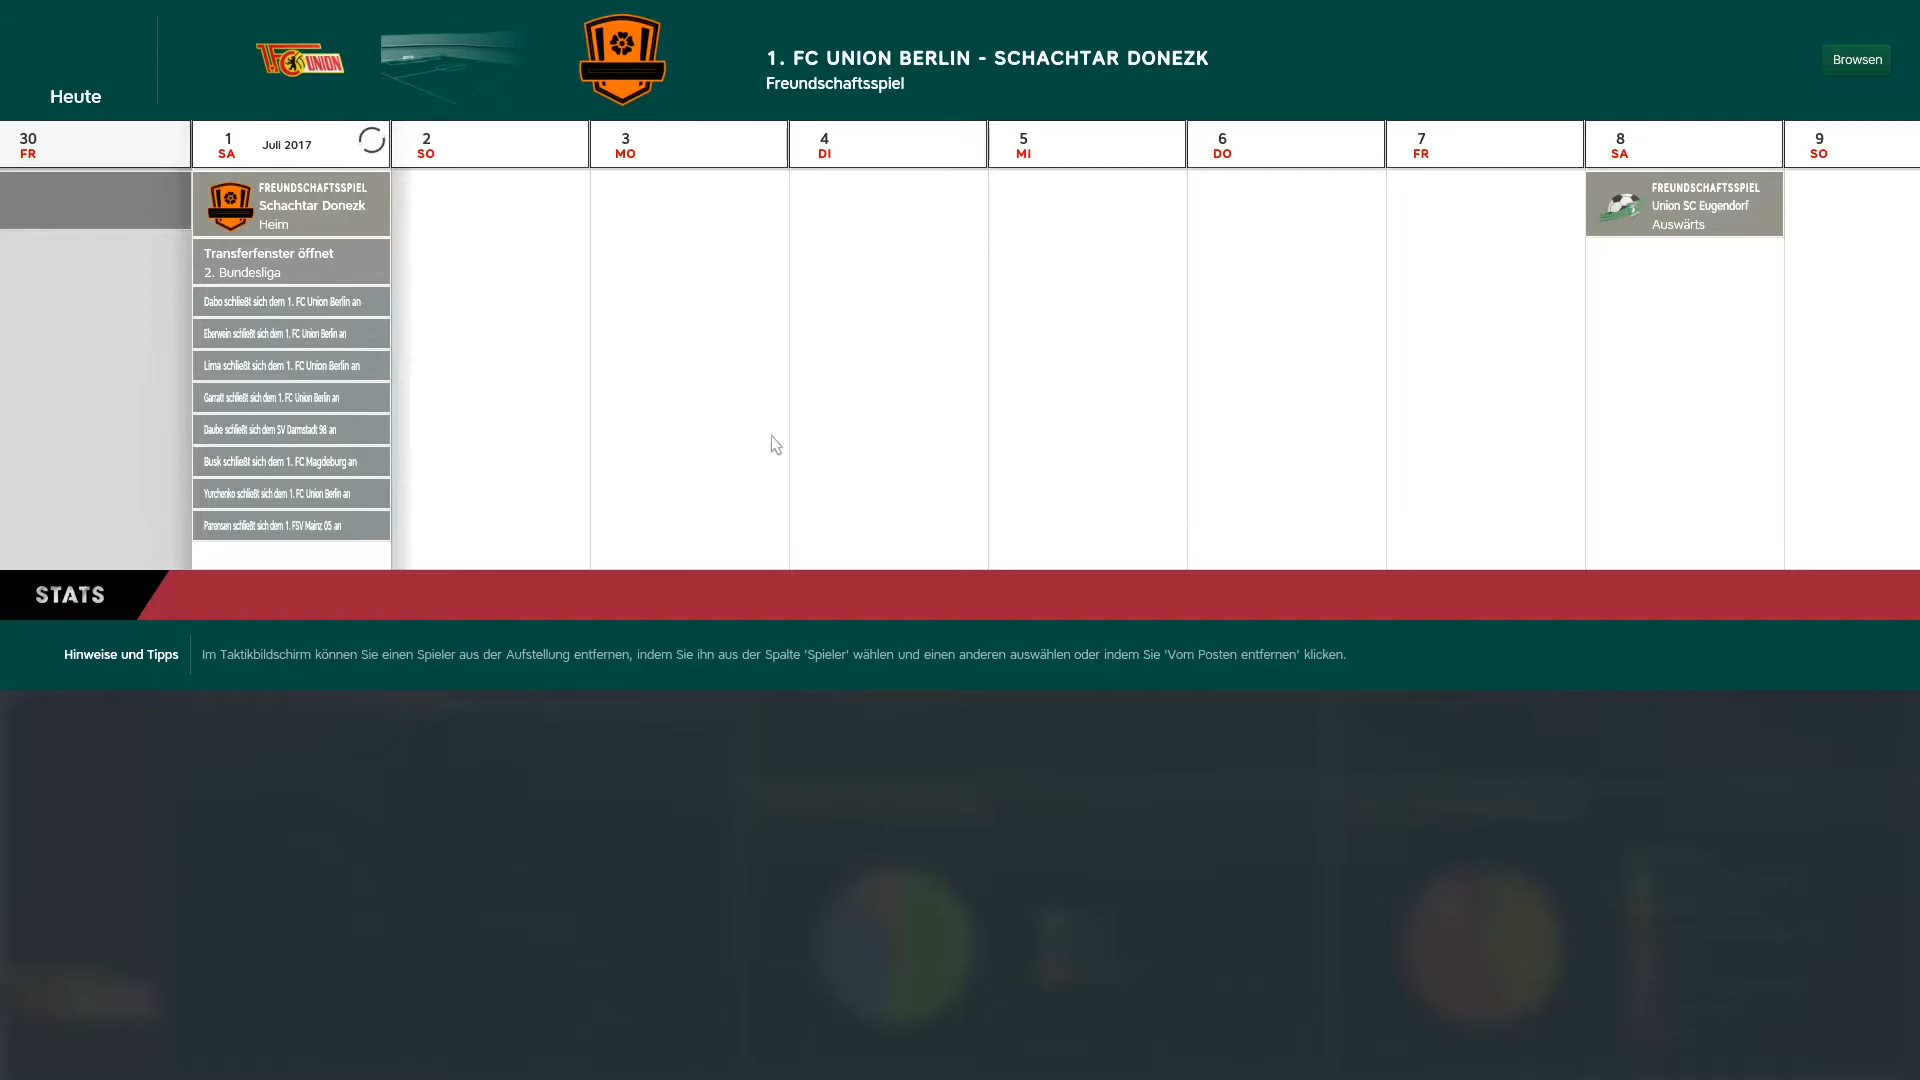 Heute
1. FC UNION BERLIN - SCHACHTAR DONEZK
Freundschaftsspiel
Browsen
30
FR
1
SA
Juli 2017
2
SO
3
MO
4
DI
5
MI
6
DO
7
FR
8
SA
9
SO
FREUNDSCHAFTSSPIEL
Schachtar Donezk
Heim
Transferfenster öffnet
2. Bundesliga
Dabo schließt sich dem 1. FC Union Berlin an
Eberwein schließt sich dem 1. FC Union Berlin an
Lima schließt sich dem 1. FC Union Berlin an
Garratt schließt sich dem 1. FC Union Berlin an
Daube schließt sich dem SV Darmstadt 98 an
Busk schließt sich dem 1. FC Magdeburg an
Yurchenko schließt sich dem 1. FC Union Berlin an
Parensen schließt sich dem 1. FSV Mainz 05 an
FREUNDSCHAFTSSPIEL
Union SC Eugendorf
Auswärts
STATS
Hinweise und Tipps
Im Taktikbildschirm können Sie einen Spieler aus der Aufstellung entfernen, indem Sie ihn aus der Spalte 'Spieler' wählen und einen anderen auswählen oder indem Sie 'Vom Posten entfernen' klicken.